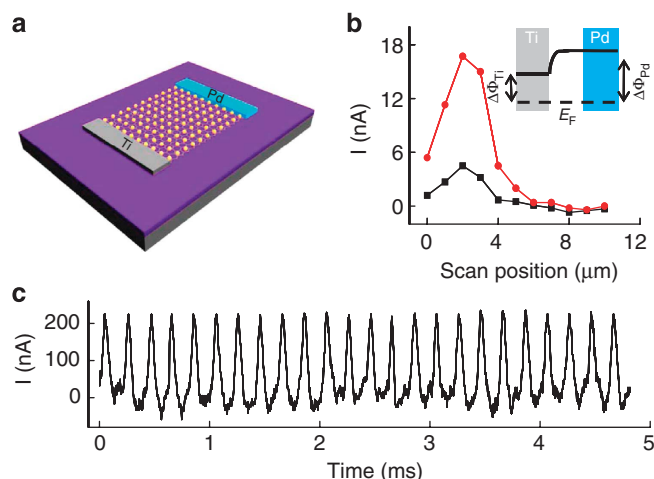 a
Pd
Ti
b
I (nA)
18
12
6
0
0
4
8
12
Scan position (μm)
Ti
Pd
ΔΦTi
ΔΦPd
EF
c
I (nA)
200
100
0
0
1
2
3
4
5
Time (ms)